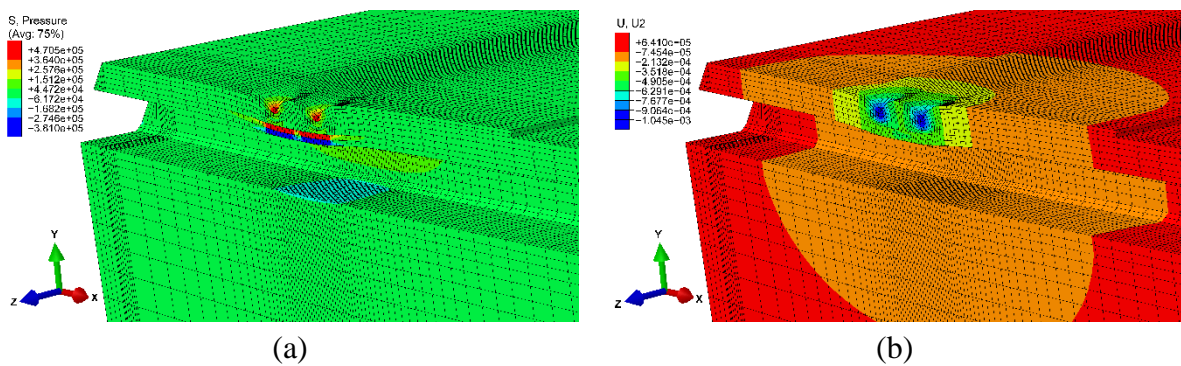 S, Pressure
(Avg: 75%)
+4.705e+05
+3.640e+05
+2.576e+05
+1.512e+05
+4.472e+04
−6.172e+04
−1.682e+05
−2.746e+05
−3.810e+05
Y
Z
X
(a)
U, U2
+6.410e−05
−7.454e−05
−2.132e−04
−3.518e−04
−4.905e−04
−6.291e−04
−7.677e−04
−9.064e−04
−1.045e−03
Y
Z
X
(b)